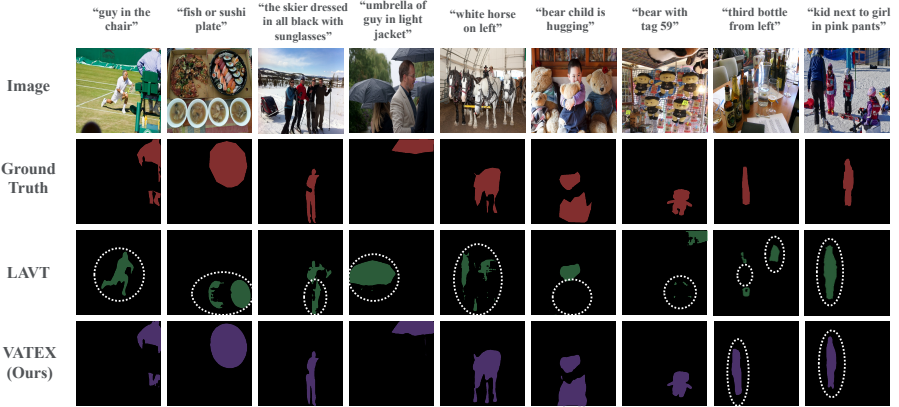 “guy in the
chair”
“fish or sushi
plate”
“the skier dressed
in all black with
sunglasses”
“umbrella of
guy in light
jacket”
“white horse
on left”
“bear child is
hugging”
“bear with
tag 59”
“third bottle
from left”
“kid next to girl
in pink pants”
Image
Ground
Truth
LAVT
VATEX
(Ours)